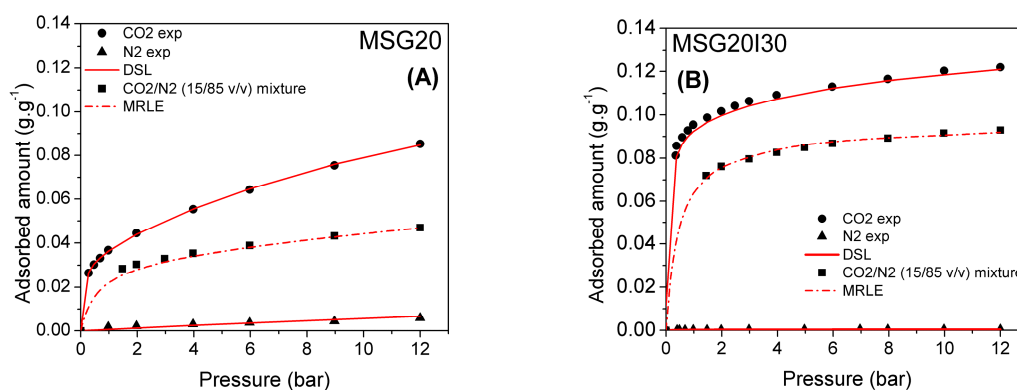 0.14
0.12
0.10
0.08
0.06
0.04
0.02
0.00
Adsorbed amount (g.g-1)
CO2 exp
N2 exp
DSL
CO2/N2 (15/85 v/v) mixture
MRLE
MSG20
(A)
0 2 4 6 8 10 12
Pressure (bar)
0.14
0.12
0.10
0.08
0.06
0.04
0.02
0.00
Adsorbed amount (g.g-1)
MSG20I30
(B)
CO2 exp
N2 exp
DSL
CO2/N2 (15/85 v/v) mixture
MRLE
0 2 4 6 8 10 12
Pressure (bar)